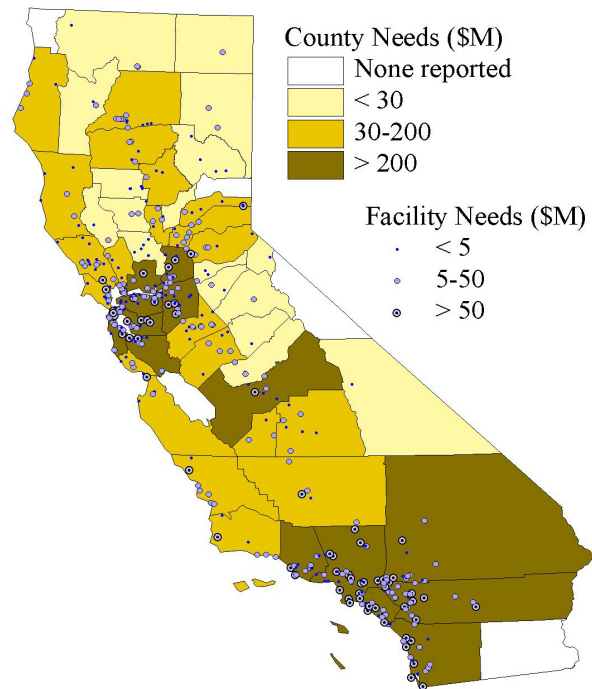 County Needs ($M)
None reported
< 30
30-200
> 200
Facility Needs ($M)
< 5
5-50
> 50